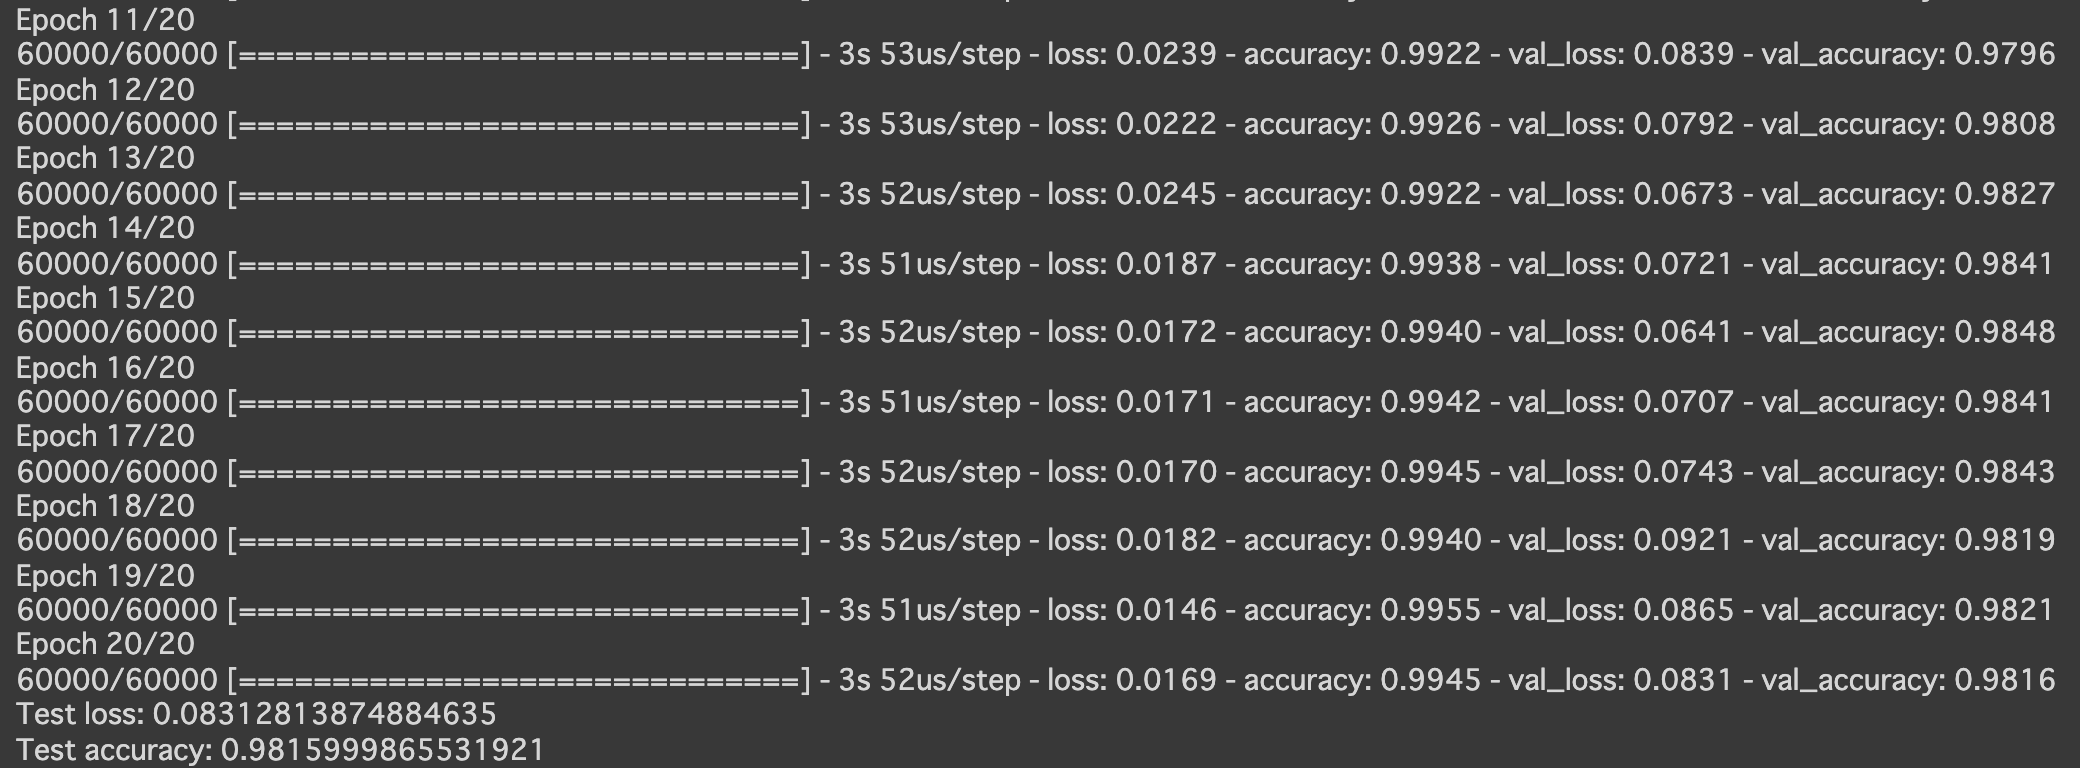 Epoch 11/20
60000/60000 [==============================] - 3s 53us/step - loss: 0.0239 - accuracy: 0.9922 - val_loss: 0.0839 - val_accuracy: 0.9796
Epoch 12/20
60000/60000 [==============================] - 3s 53us/step - loss: 0.0222 - accuracy: 0.9926 - val_loss: 0.0792 - val_accuracy: 0.9808
Epoch 13/20
60000/60000 [==============================] - 3s 52us/step - loss: 0.0245 - accuracy: 0.9922 - val_loss: 0.0673 - val_accuracy: 0.9827
Epoch 14/20
60000/60000 [==============================] - 3s 51us/step - loss: 0.0187 - accuracy: 0.9938 - val_loss: 0.0721 - val_accuracy: 0.9841
Epoch 15/20
60000/60000 [==============================] - 3s 52us/step - loss: 0.0172 - accuracy: 0.9940 - val_loss: 0.0641 - val_accuracy: 0.9848
Epoch 16/20
60000/60000 [==============================] - 3s 51us/step - loss: 0.0171 - accuracy: 0.9942 - val_loss: 0.0707 - val_accuracy: 0.9841
Epoch 17/20
60000/60000 [==============================] - 3s 52us/step - loss: 0.0170 - accuracy: 0.9945 - val_loss: 0.0743 - val_accuracy: 0.9843
Epoch 18/20
60000/60000 [==============================] - 3s 52us/step - loss: 0.0182 - accuracy: 0.9940 - val_loss: 0.0921 - val_accuracy: 0.9819
Epoch 19/20
60000/60000 [==============================] - 3s 51us/step - loss: 0.0146 - accuracy: 0.9955 - val_loss: 0.0865 - val_accuracy: 0.9821
Epoch 20/20
60000/60000 [==============================] - 3s 52us/step - loss: 0.0169 - accuracy: 0.9945 - val_loss: 0.0831 - val_accuracy: 0.9816
Test loss: 0.08312813874884635
Test accuracy: 0.9815999865531921